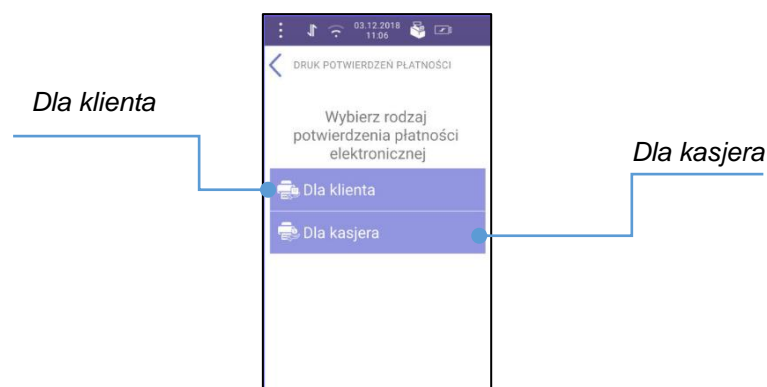 03.12.2018
11:06
DRUK POTWIERDZEŃ PŁATNOŚCI
Dla klienta
Wybierz rodzaj
potwierdzenia płatności
elektronicznej
Dla kasjera
Dla klienta
Dla kasjera